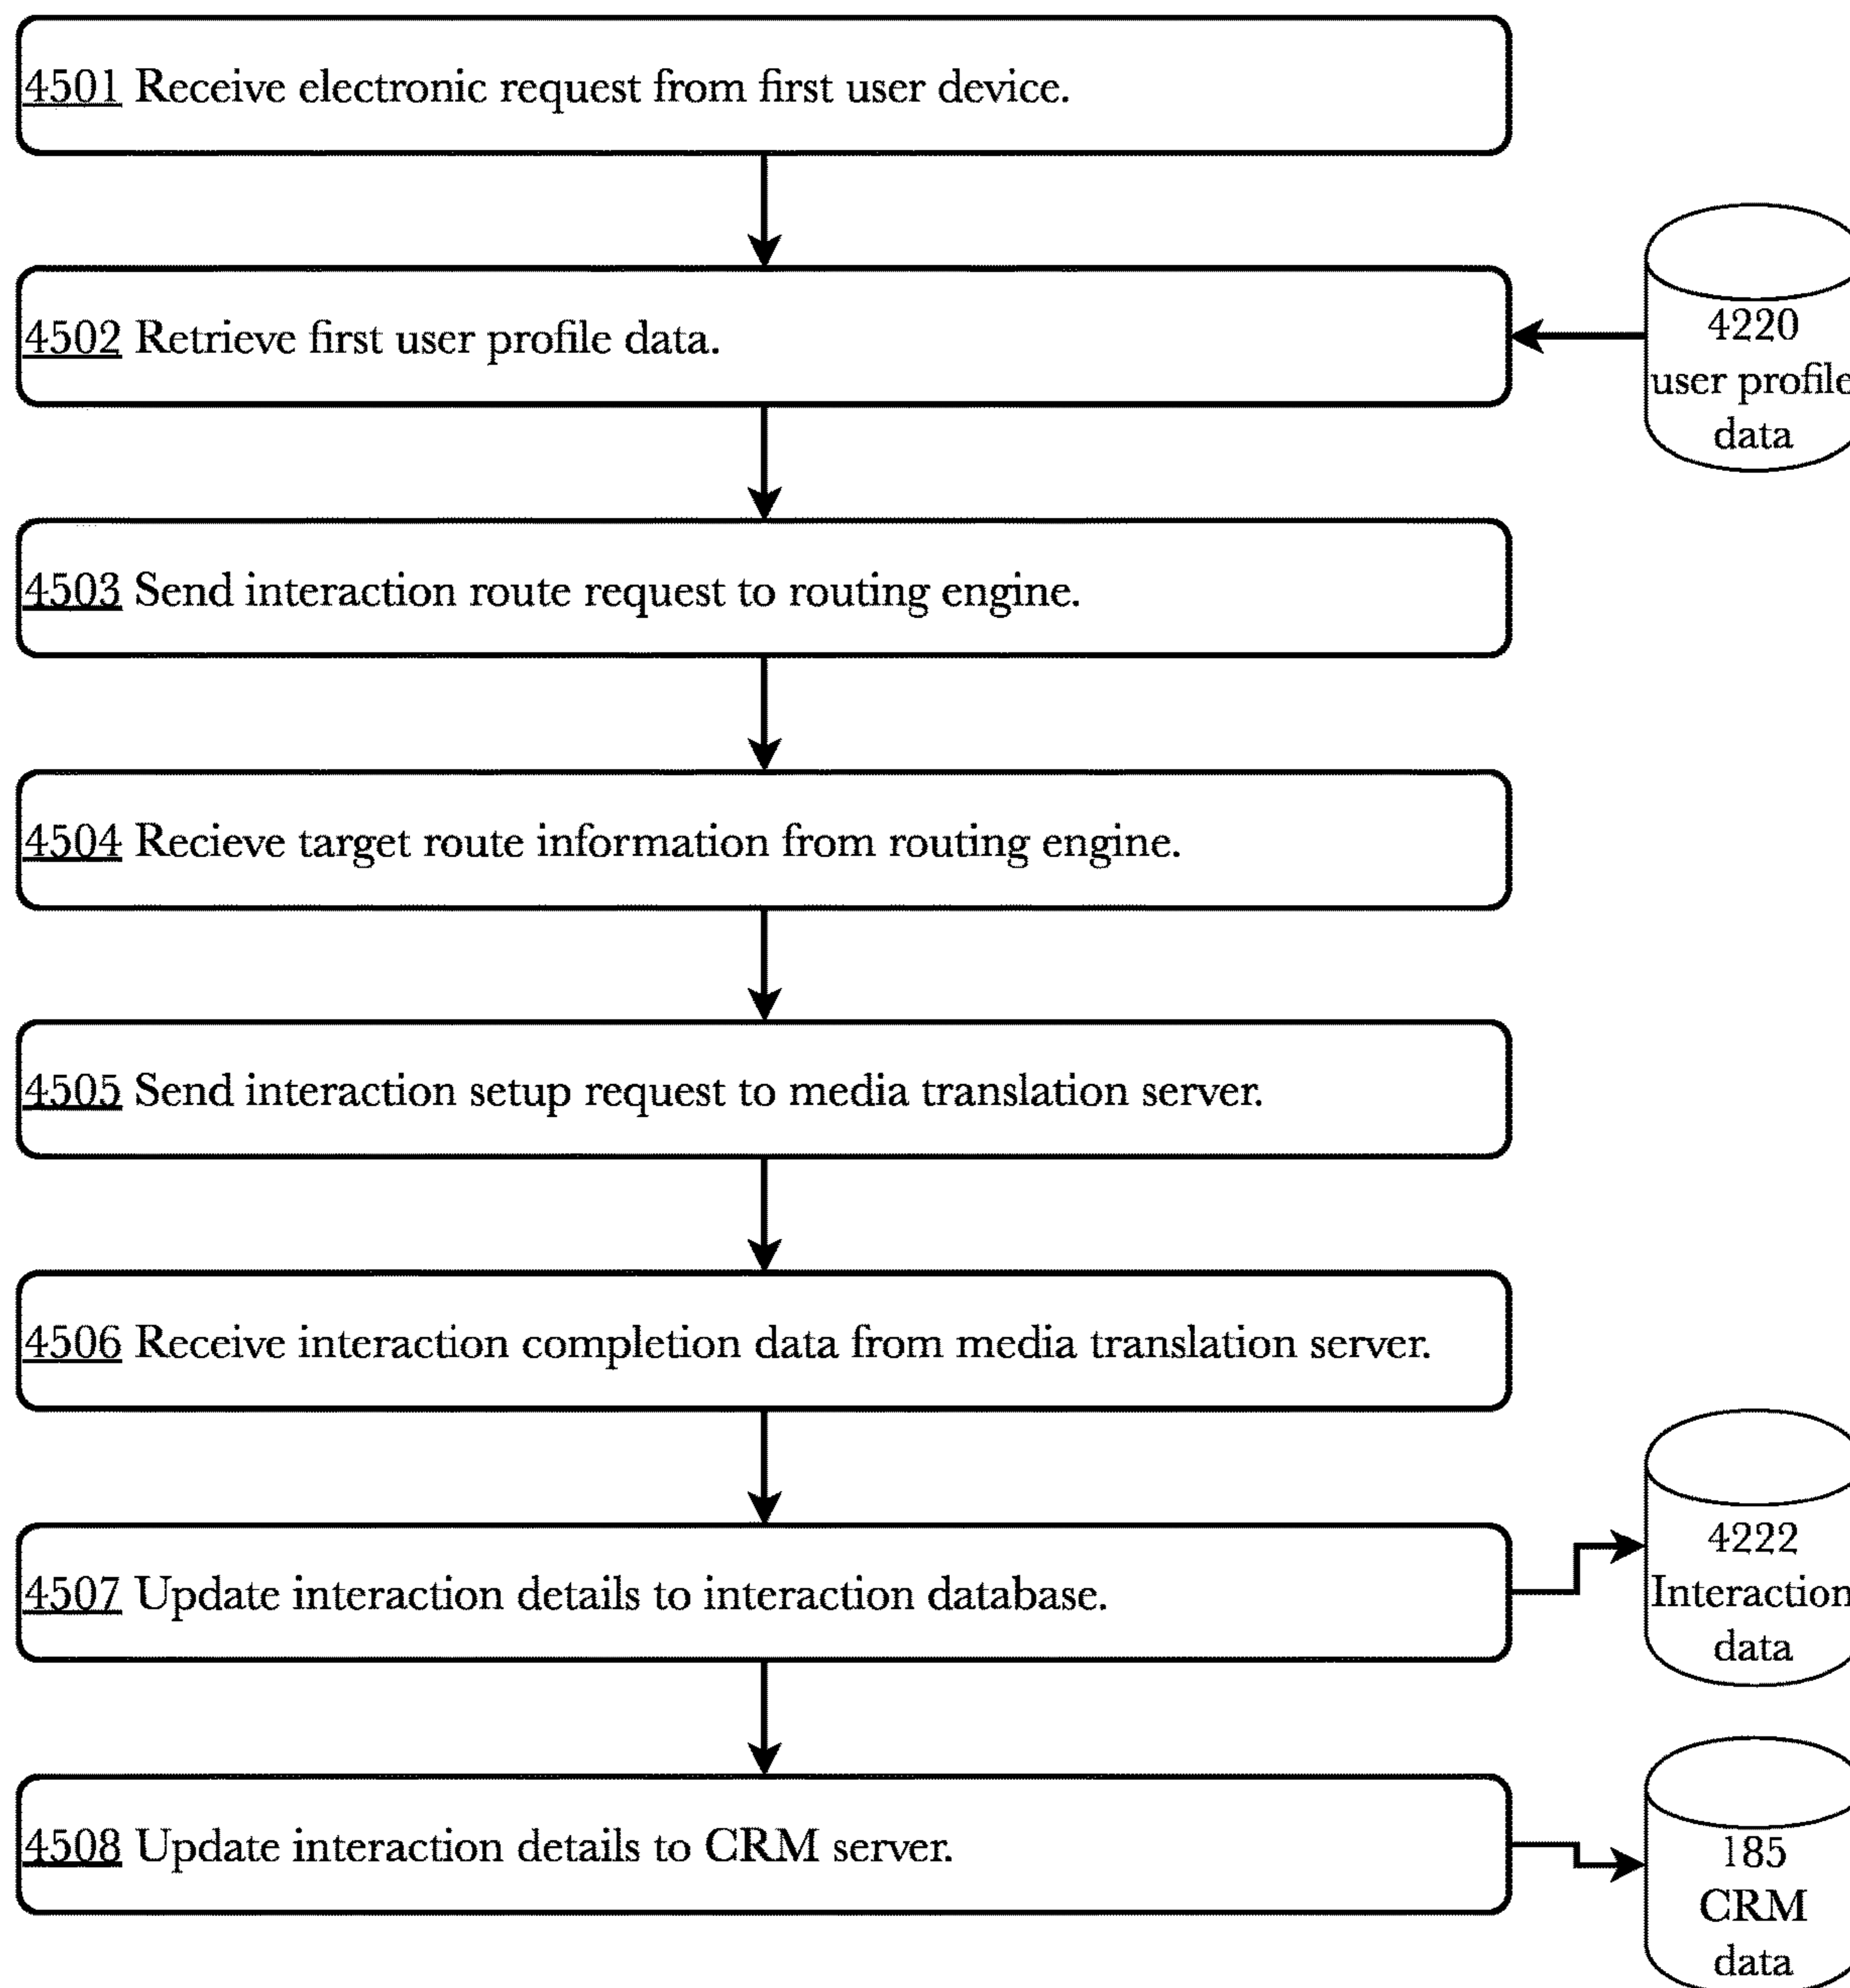 4501 Receive electronic request from first user device.
4502 Retrieve first user profile data.
4220
user profile
data
4503 Send interaction route request to routing engine.
4504 Recieve target route information from routing engine.
4505 Send interaction setup request to media translation server.
4506 Receive interaction completion data from media translation server.
4507 Update interaction details to interaction database.
4222
Interaction
data
4508 Update interaction details to CRM server.
185
CRM
data